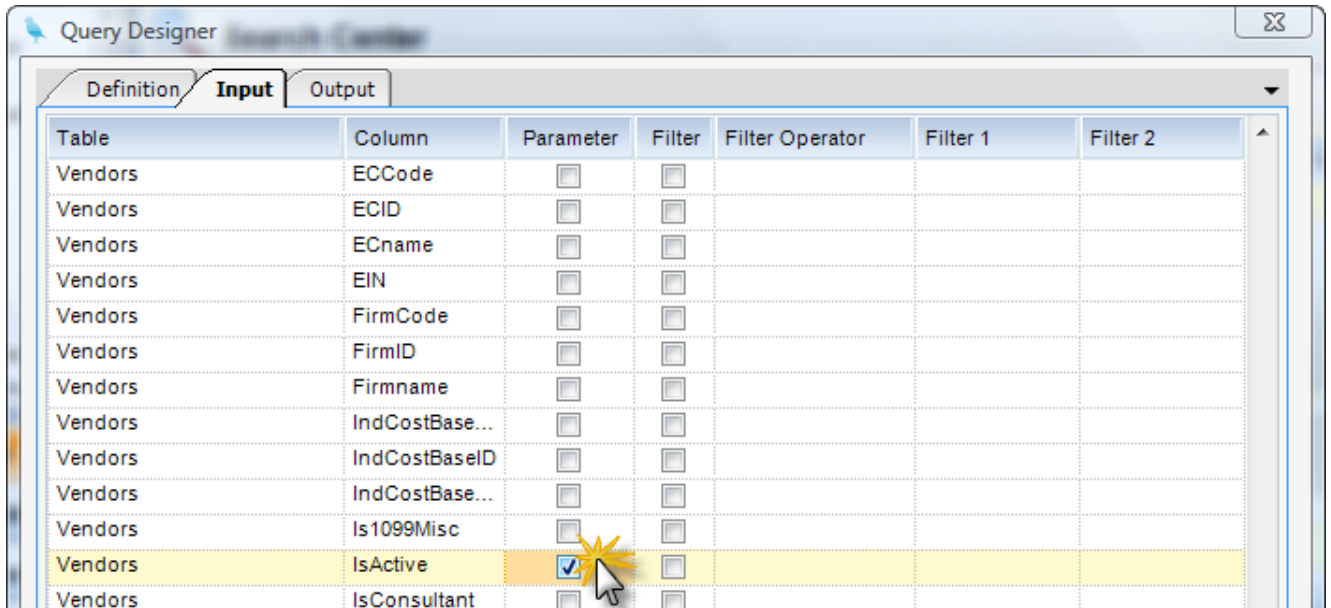 Query Designer Search Center
Definition Input Output
Table Column Parameter Filter Filter Operator Filter 1 Filter 2
Vendors ECCode
Vendors ECID
Vendors ECname
Vendors EIN
Vendors FirmCode
Vendors FirmID
Vendors Firmname
Vendors IndCostBase...
Vendors IndCostBaseID
Vendors IndCostBase...
Vendors Is1099Misc
Vendors IsActive
Vendors IsConsultant